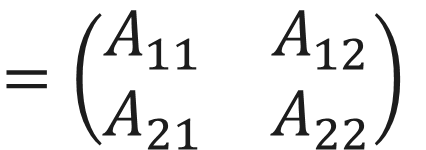 = (A₁₁ A₁₂
A₂₁ A₂₂)